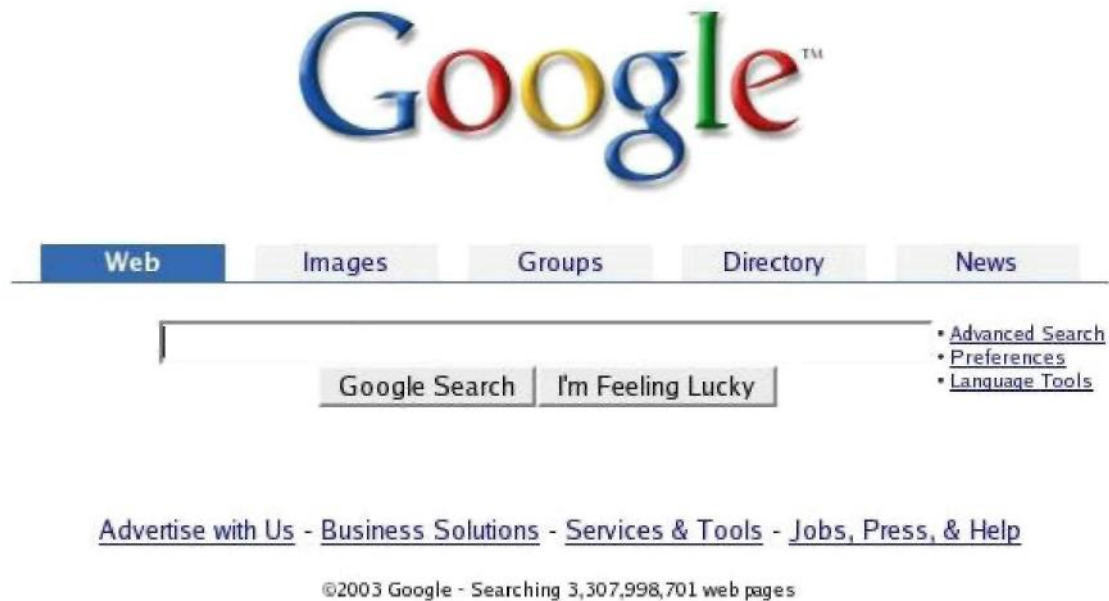 Google™
Web Images Groups Directory News
• Advanced Search
• Preferences
• Language Tools
Google Search I'm Feeling Lucky
Advertise with Us - Business Solutions - Services & Tools - Jobs, Press, & Help
©2003 Google - Searching 3,307,998,701 web pages